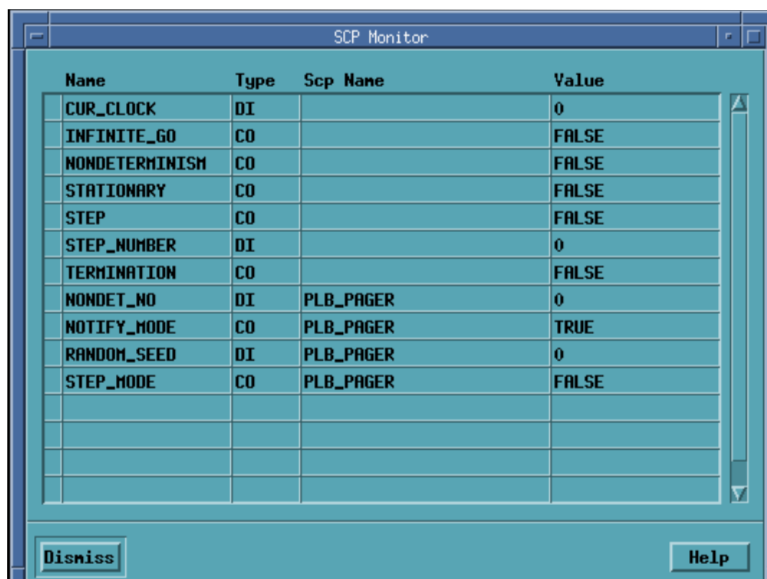 SCP Monitor
Name Type Scp Name Value
CUR_CLOCK DI 0
INFINITE_GO CO FALSE
NONDETERMINISM CO FALSE
STATIONARY CO FALSE
STEP CO FALSE
STEP_NUMBER DI 0
TERMINATION CO FALSE
NONDET_NO DI PLB_PAGER 0
NOTIFY_MODE CO PLB_PAGER TRUE
RANDOM_SEED DI PLB_PAGER 0
STEP_MODE CO PLB_PAGER FALSE
Dismiss Help